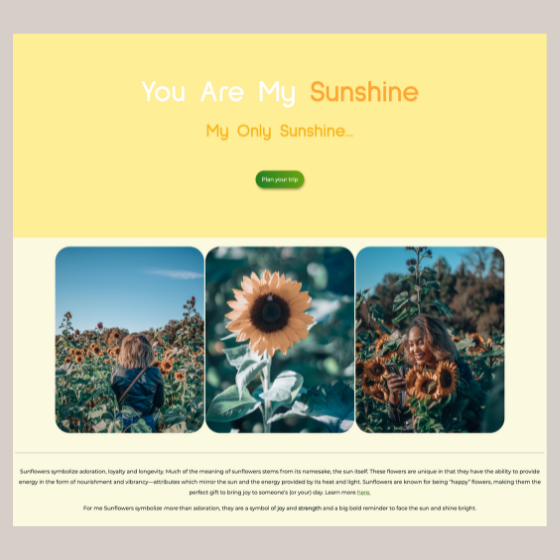 You Are My Sunshine
My Only Sunshine...
Plan your trip
Sunflowers symbolize adoration, loyalty and longevity. Much of the meaning of sunflowers stems from its namesake, the sun itself. These flowers are unique in that they have the ability to provide
energy in the form of nourishment and vibrancy—attributes which mirror the sun and the energy provided by its heat and light. Sunflowers are known for being "happy" flowers, making them the
perfect gift to bring joy to someone's (or your) day. Learn more here.
For me Sunflowers symbolize more than adoration, they are a symbol of joy and strength and a big bold reminder to face the sun and shine bright.